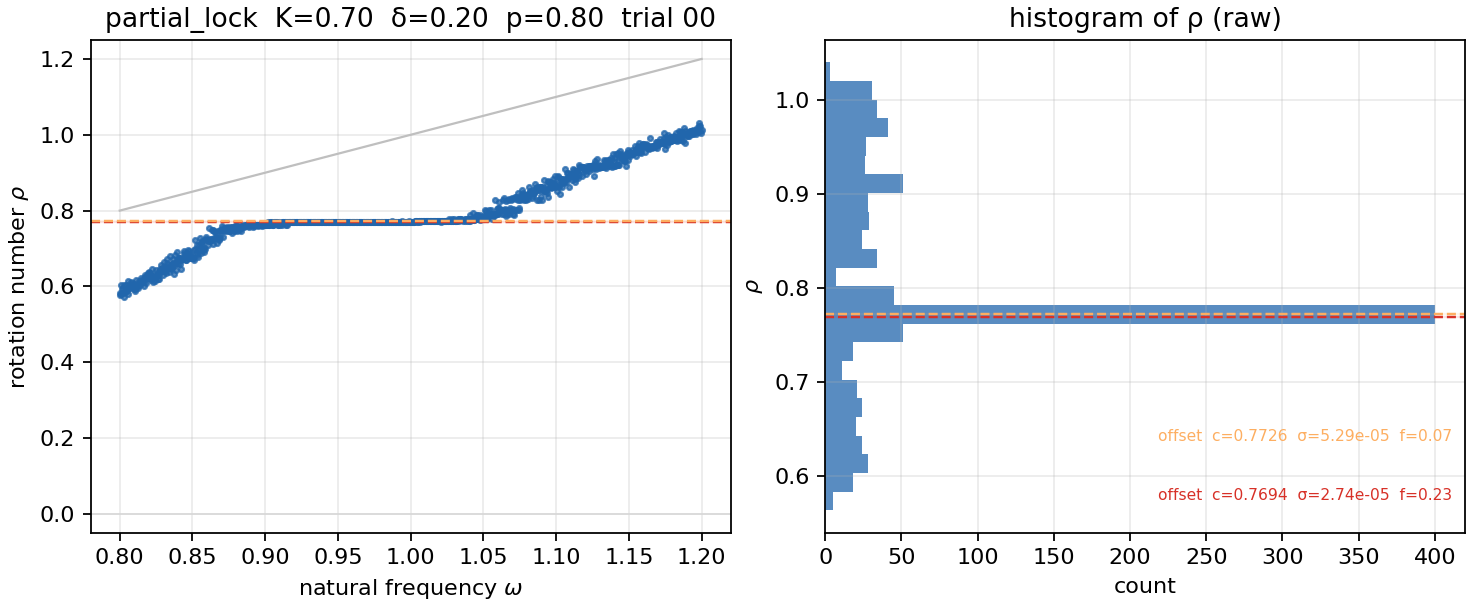 partial_lock K=0.70 δ=0.20 p=0.80 trial 00
rotation number ρ
1.2
1.0
0.8
0.6
0.4
0.2
0.0
0.80 0.85 0.90 0.95 1.00 1.05 1.10 1.15 1.20
natural frequency ω
histogram of ρ (raw)
ρ
1.0
0.9
0.8
0.7
0.6
offset c=0.7726 σ=5.29e-05 f=0.07
offset c=0.7694 σ=2.74e-05 f=0.23
0 50 100 150 200 250 300 350 400
count